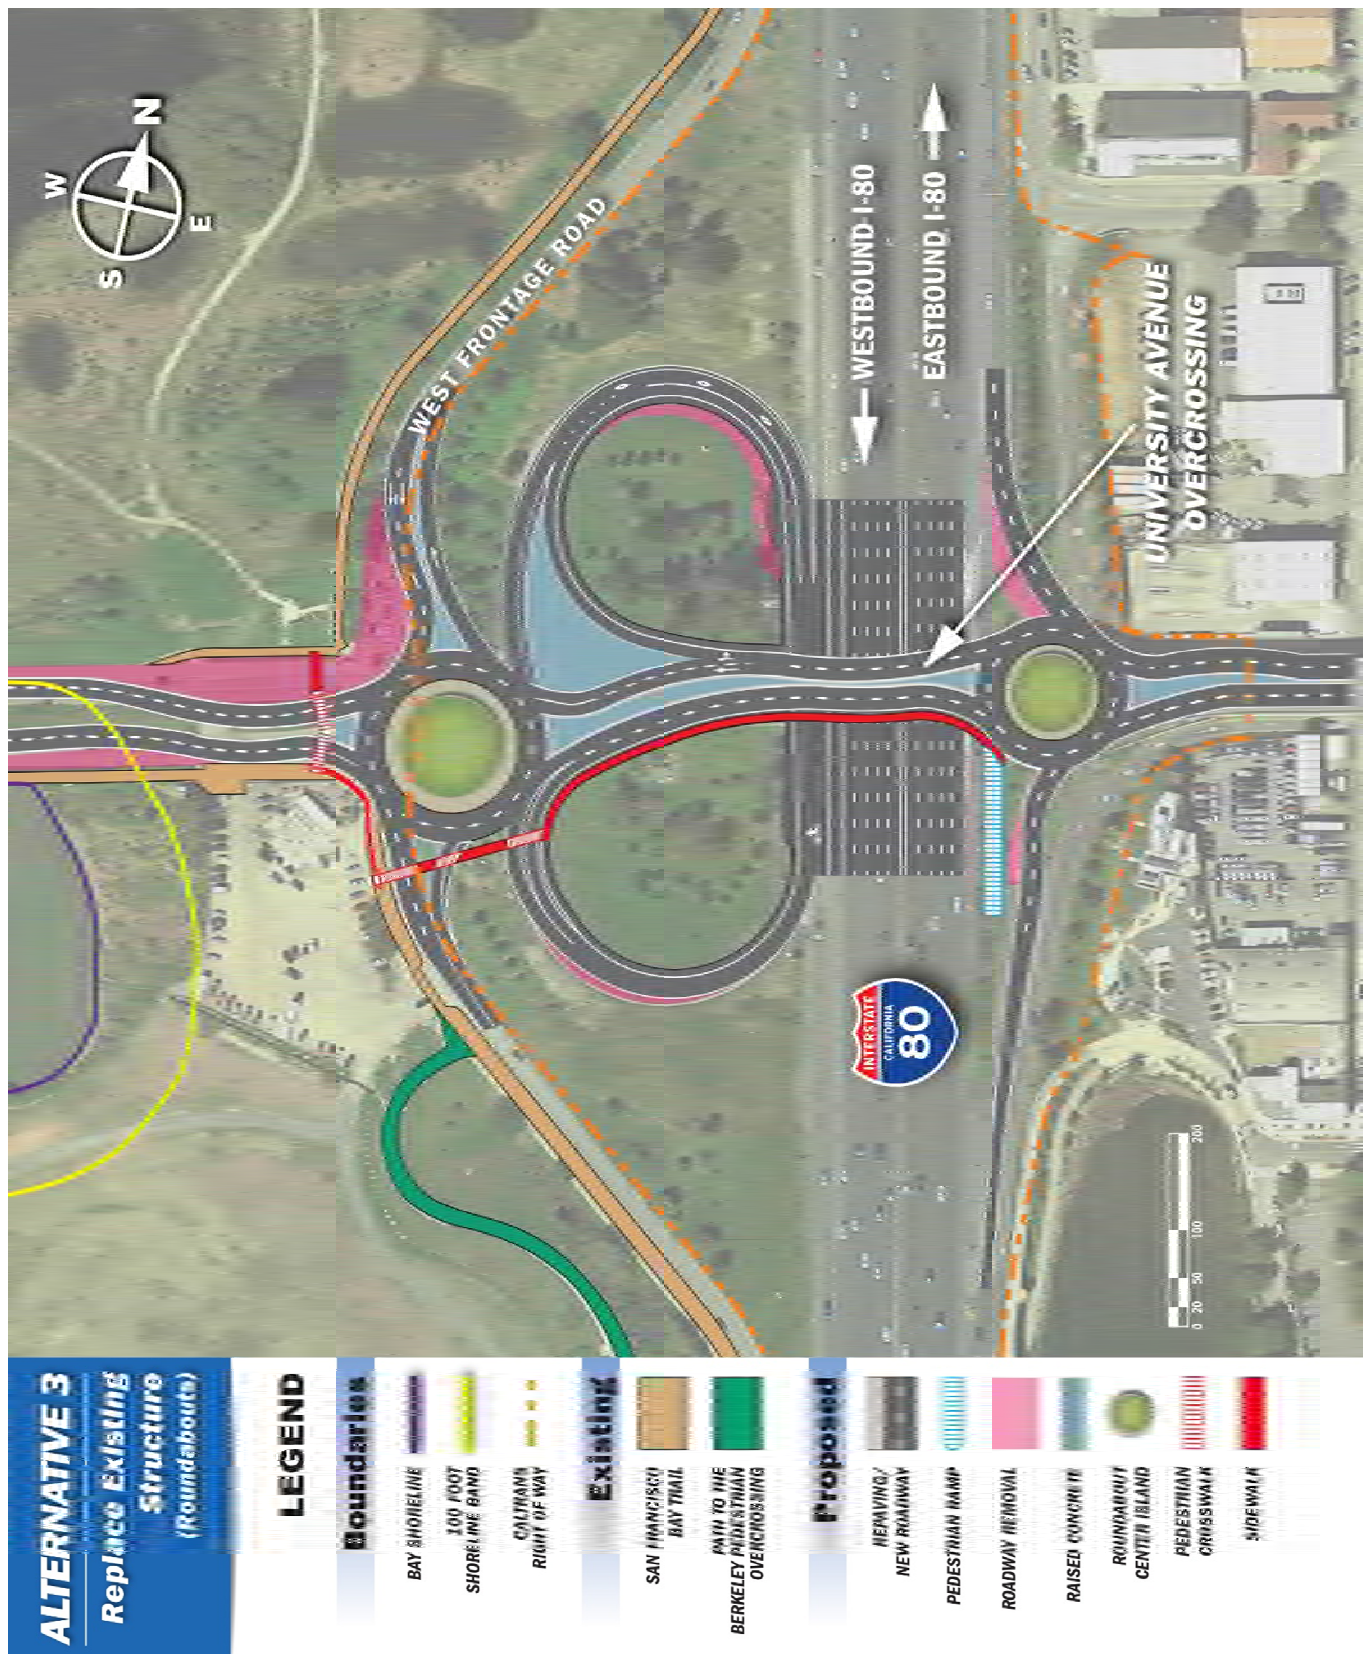 ALTERNATIVE 3
Replace Existing
Structure
(Roundabouts)
LEGEND
Boundaries
BAY SHORELINE
100 FOOT
SHORELINE BAND
CALTRANS
RIGHT OF WAY
Existing
SAN FRANCISCO
BAY TRAIL
PATH TO THE
BERKELEY PEDESTRIAN
OVERCROSSING
Proposed
REPAVING/
NEW ROADWAY
PEDESTRIAN RAMP
ROADWAY REMOVAL
RAISED CONCRETE
ROUNDABOUT
CENTER ISLAND
PEDESTRIAN
CROSSWALK
SIDEWALK
N
W
E
S
WEST FRONTAGE ROAD
WESTBOUND I-80
EASTBOUND I-80
UNIVERSITY AVENUE
OVERCROSSING
INTERSTATE
CALIFORNIA
80
0 20 50 100 200